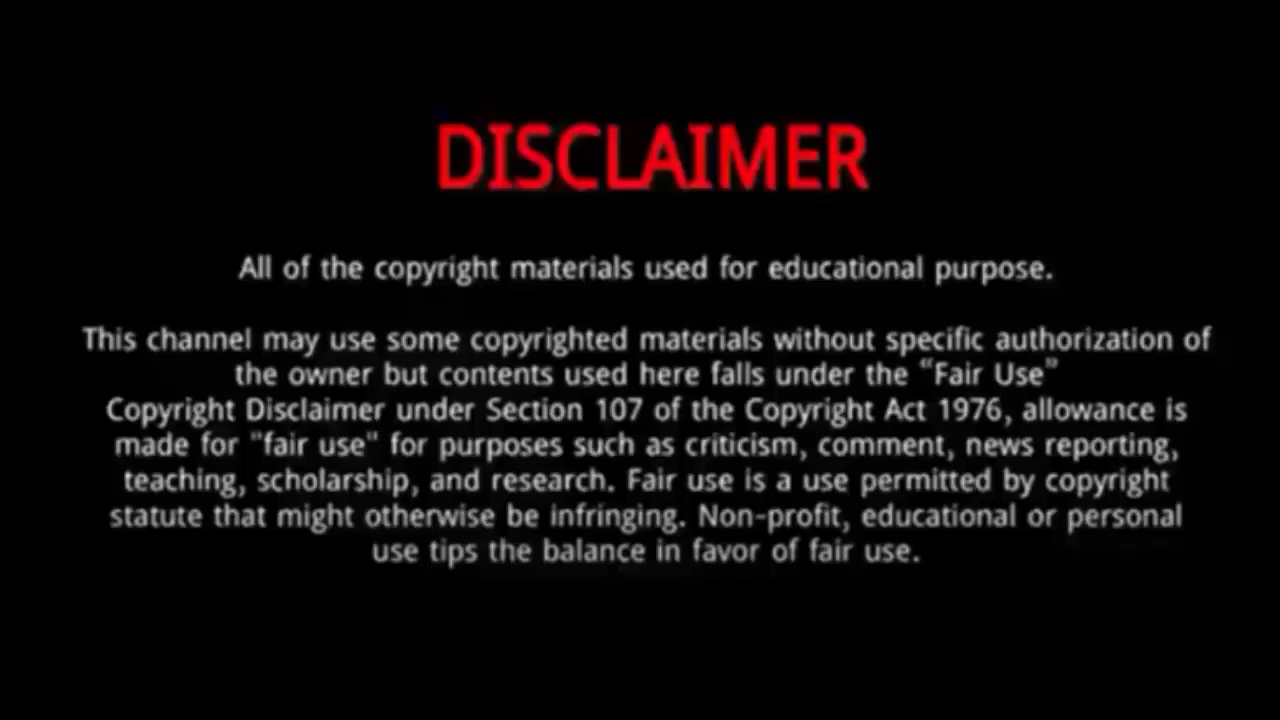 DISCLAIMER
All of the copyright materials used for educational purpose.
This channel may use some copyrighted materials without specific authorization of
the owner but contents used here falls under the “Fair Use”
Copyright Disclaimer under Section 107 of the Copyright Act 1976, allowance is
made for "fair use" for purposes such as criticism, comment, news reporting,
teaching, scholarship, and research. Fair use is a use permitted by copyright
statute that might otherwise be infringing. Non-profit, educational or personal
use tips the balance in favor of fair use.